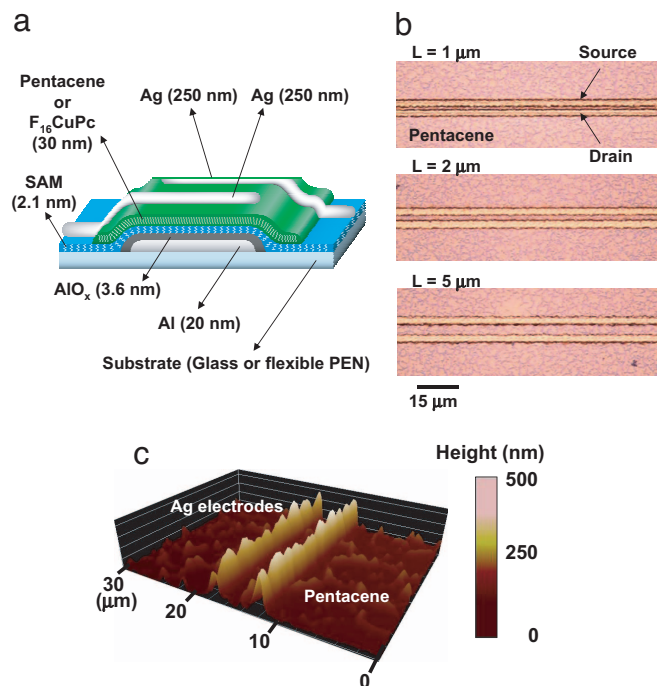 a
Pentacene
or
F₁₆CuPc
(30 nm)
Ag (250 nm)
Ag (250 nm)
SAM
(2.1 nm)
AlOₓ (3.6 nm)
Al (20 nm)
Substrate (Glass or flexible PEN)
b
L = 1 μm
Source
Pentacene
Drain
L = 2 μm
L = 5 μm
15 μm
c
Ag electrodes
Pentacene
30
(μm)
20
10
0
Height (nm)
500
250
0